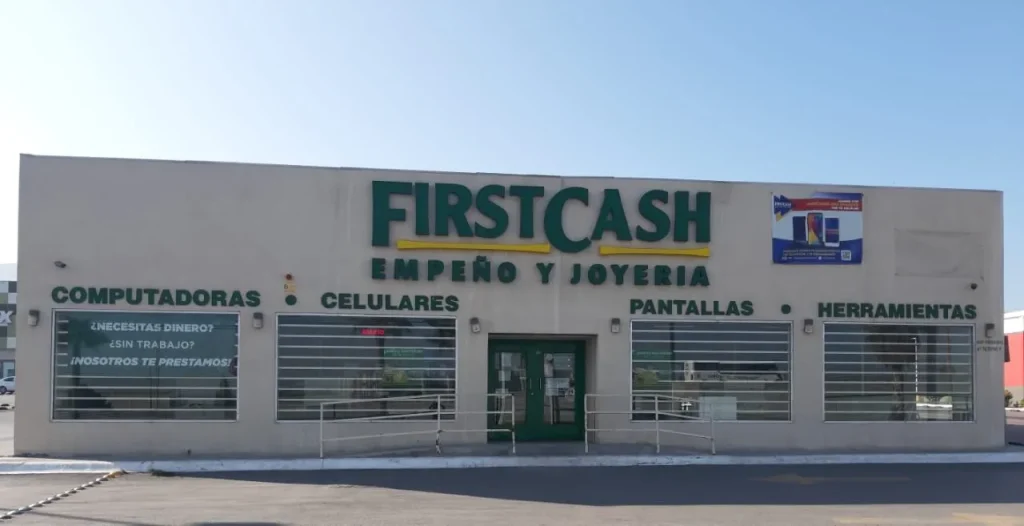 FIRSTCASH
EMPEÑO Y JOYERIA
COMPUTADORAS • CELULARES
PANTALLAS • HERRAMIENTAS
¿NECESITAS DINERO?
¿SIN TRABAJO?
¡NOSOTROS TE PRESTAMOS!